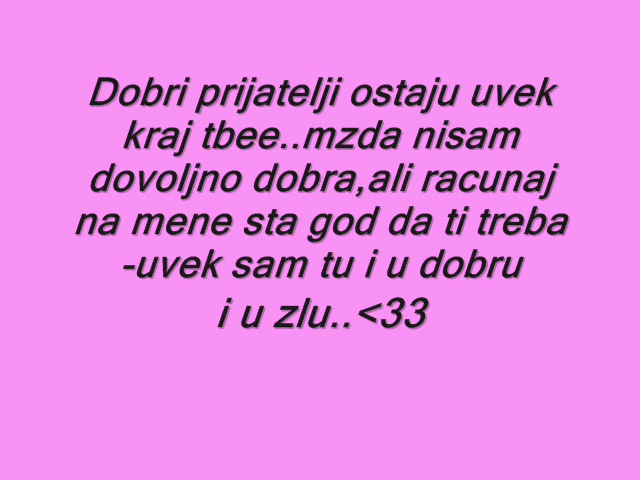 Dobri prijatelji ostaju uvek
kraj tbee..mzda nisam
dovoljno dobra,ali racunaj
na mene sta god da ti treba
-uvek sam tu i u dobru
i u zlu..<33